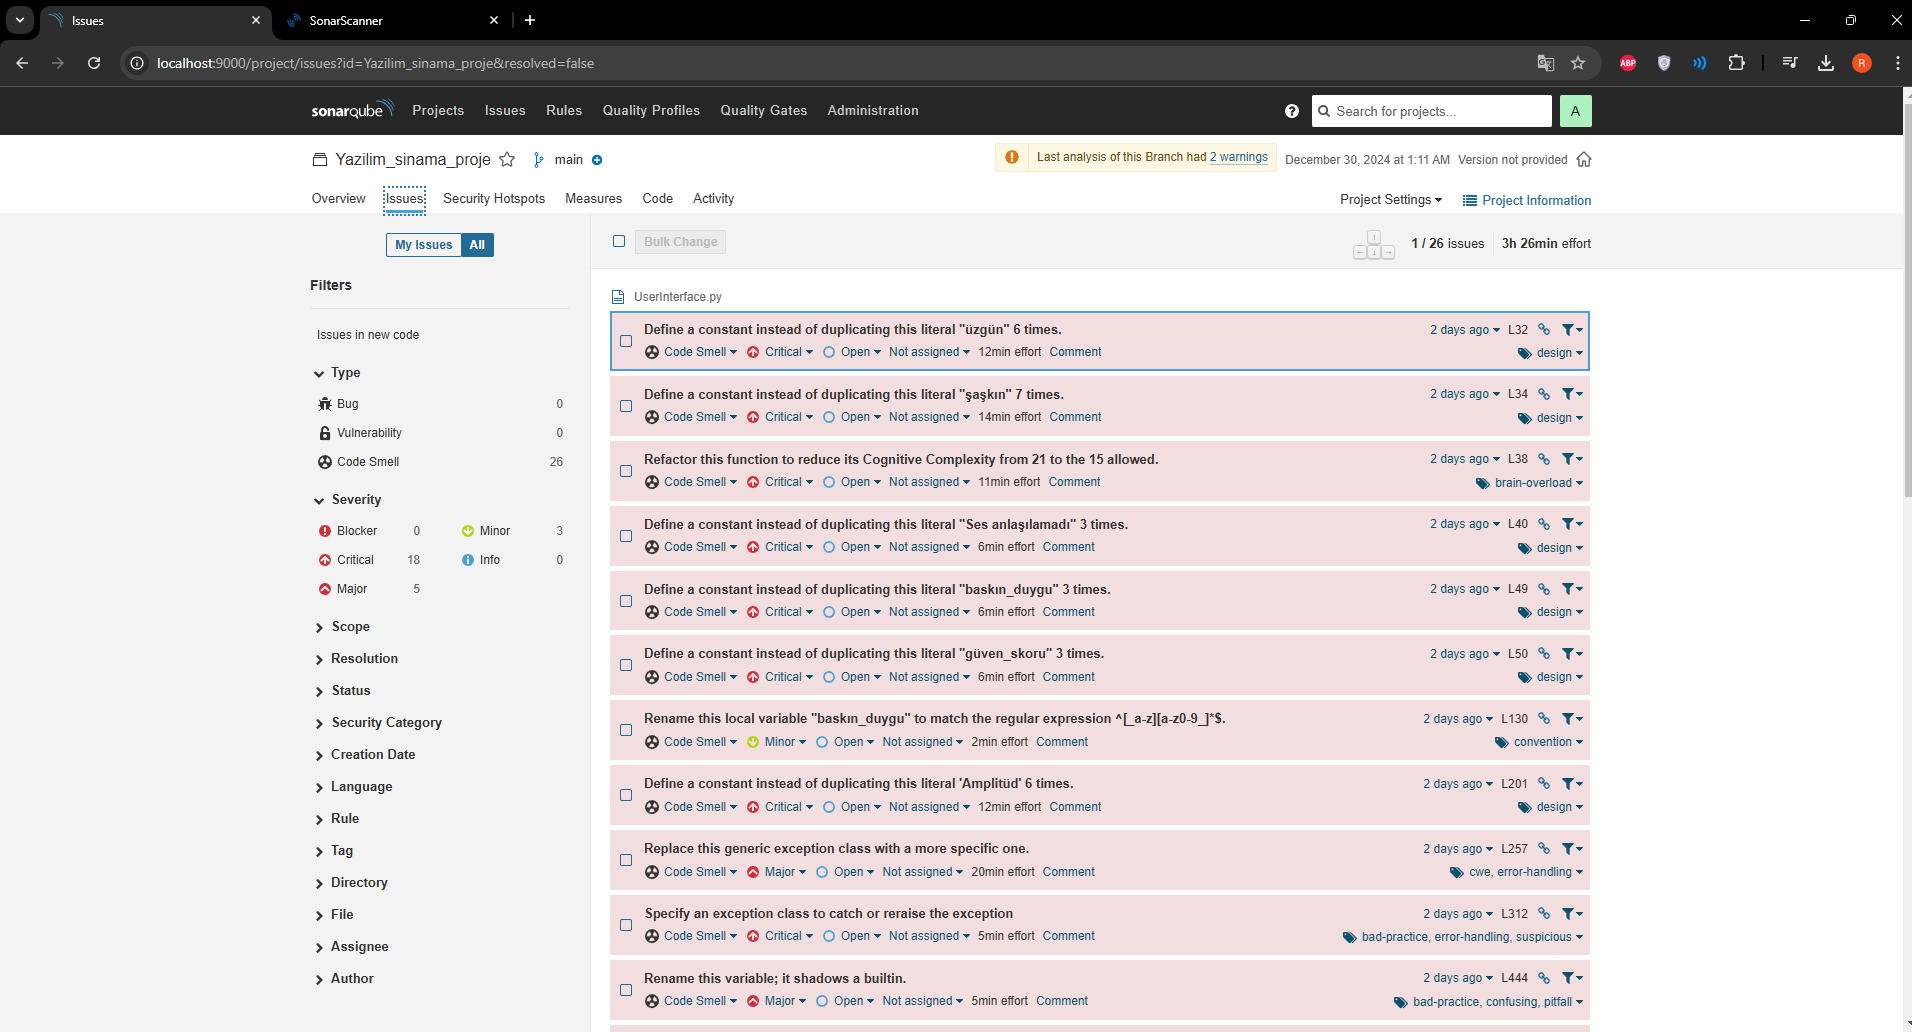 Issues
SonarScanner
localhost:9000/project/issues?id=Yazilim_sinama_proje&resolved=false
ABP
R
sonarqube Projects Issues Rules Quality Profiles Quality Gates Administration
Search for projects...
A
Yazilim_sinama_proje main
Last analysis of this Branch had 2 warnings December 30, 2024 at 1:11 AM Version not provided
Overview Issues Security Hotspots Measures Code Activity
Project Settings Project Information
My Issues All
Bulk Change
1 / 26 issues 3h 26min effort
Filters
Issues in new code
Type
Bug 0
Vulnerability 0
Code Smell 26
Severity
Blocker 0 Minor 3
Critical 18 Info 0
Major 5
Scope
Resolution
Status
Security Category
Creation Date
Language
Rule
Tag
Directory
File
Assignee
Author
UserInterface.py
Define a constant instead of duplicating this literal "üzgün" 6 times. 2 days ago L32
Code Smell Critical Open Not assigned 12min effort Comment design
Define a constant instead of duplicating this literal "şaşkın" 7 times. 2 days ago L34
Code Smell Critical Open Not assigned 14min effort Comment design
Refactor this function to reduce its Cognitive Complexity from 21 to the 15 allowed. 2 days ago L38
Code Smell Critical Open Not assigned 11min effort Comment brain-overload
Define a constant instead of duplicating this literal "Ses anlaşılamadı" 3 times. 2 days ago L40
Code Smell Critical Open Not assigned 6min effort Comment design
Define a constant instead of duplicating this literal "baskın_duygu" 3 times. 2 days ago L49
Code Smell Critical Open Not assigned 6min effort Comment design
Define a constant instead of duplicating this literal "güven_skoru" 3 times. 2 days ago L50
Code Smell Critical Open Not assigned 6min effort Comment design
Rename this local variable "baskın_duygu" to match the regular expression ^[_a-z][a-z0-9_]*$. 2 days ago L130
Code Smell Minor Open Not assigned 2min effort Comment convention
Define a constant instead of duplicating this literal 'Amplitüd' 6 times. 2 days ago L201
Code Smell Critical Open Not assigned 12min effort Comment design
Replace this generic exception class with a more specific one. 2 days ago L257
Code Smell Major Open Not assigned 20min effort Comment cwe, error-handling
Specify an exception class to catch or reraise the exception 2 days ago L312
Code Smell Critical Open Not assigned 5min effort Comment bad-practice, error-handling, suspicious
Rename this variable; it shadows a builtin. 2 days ago L444
Code Smell Major Open Not assigned 5min effort Comment bad-practice, confusing, pitfall